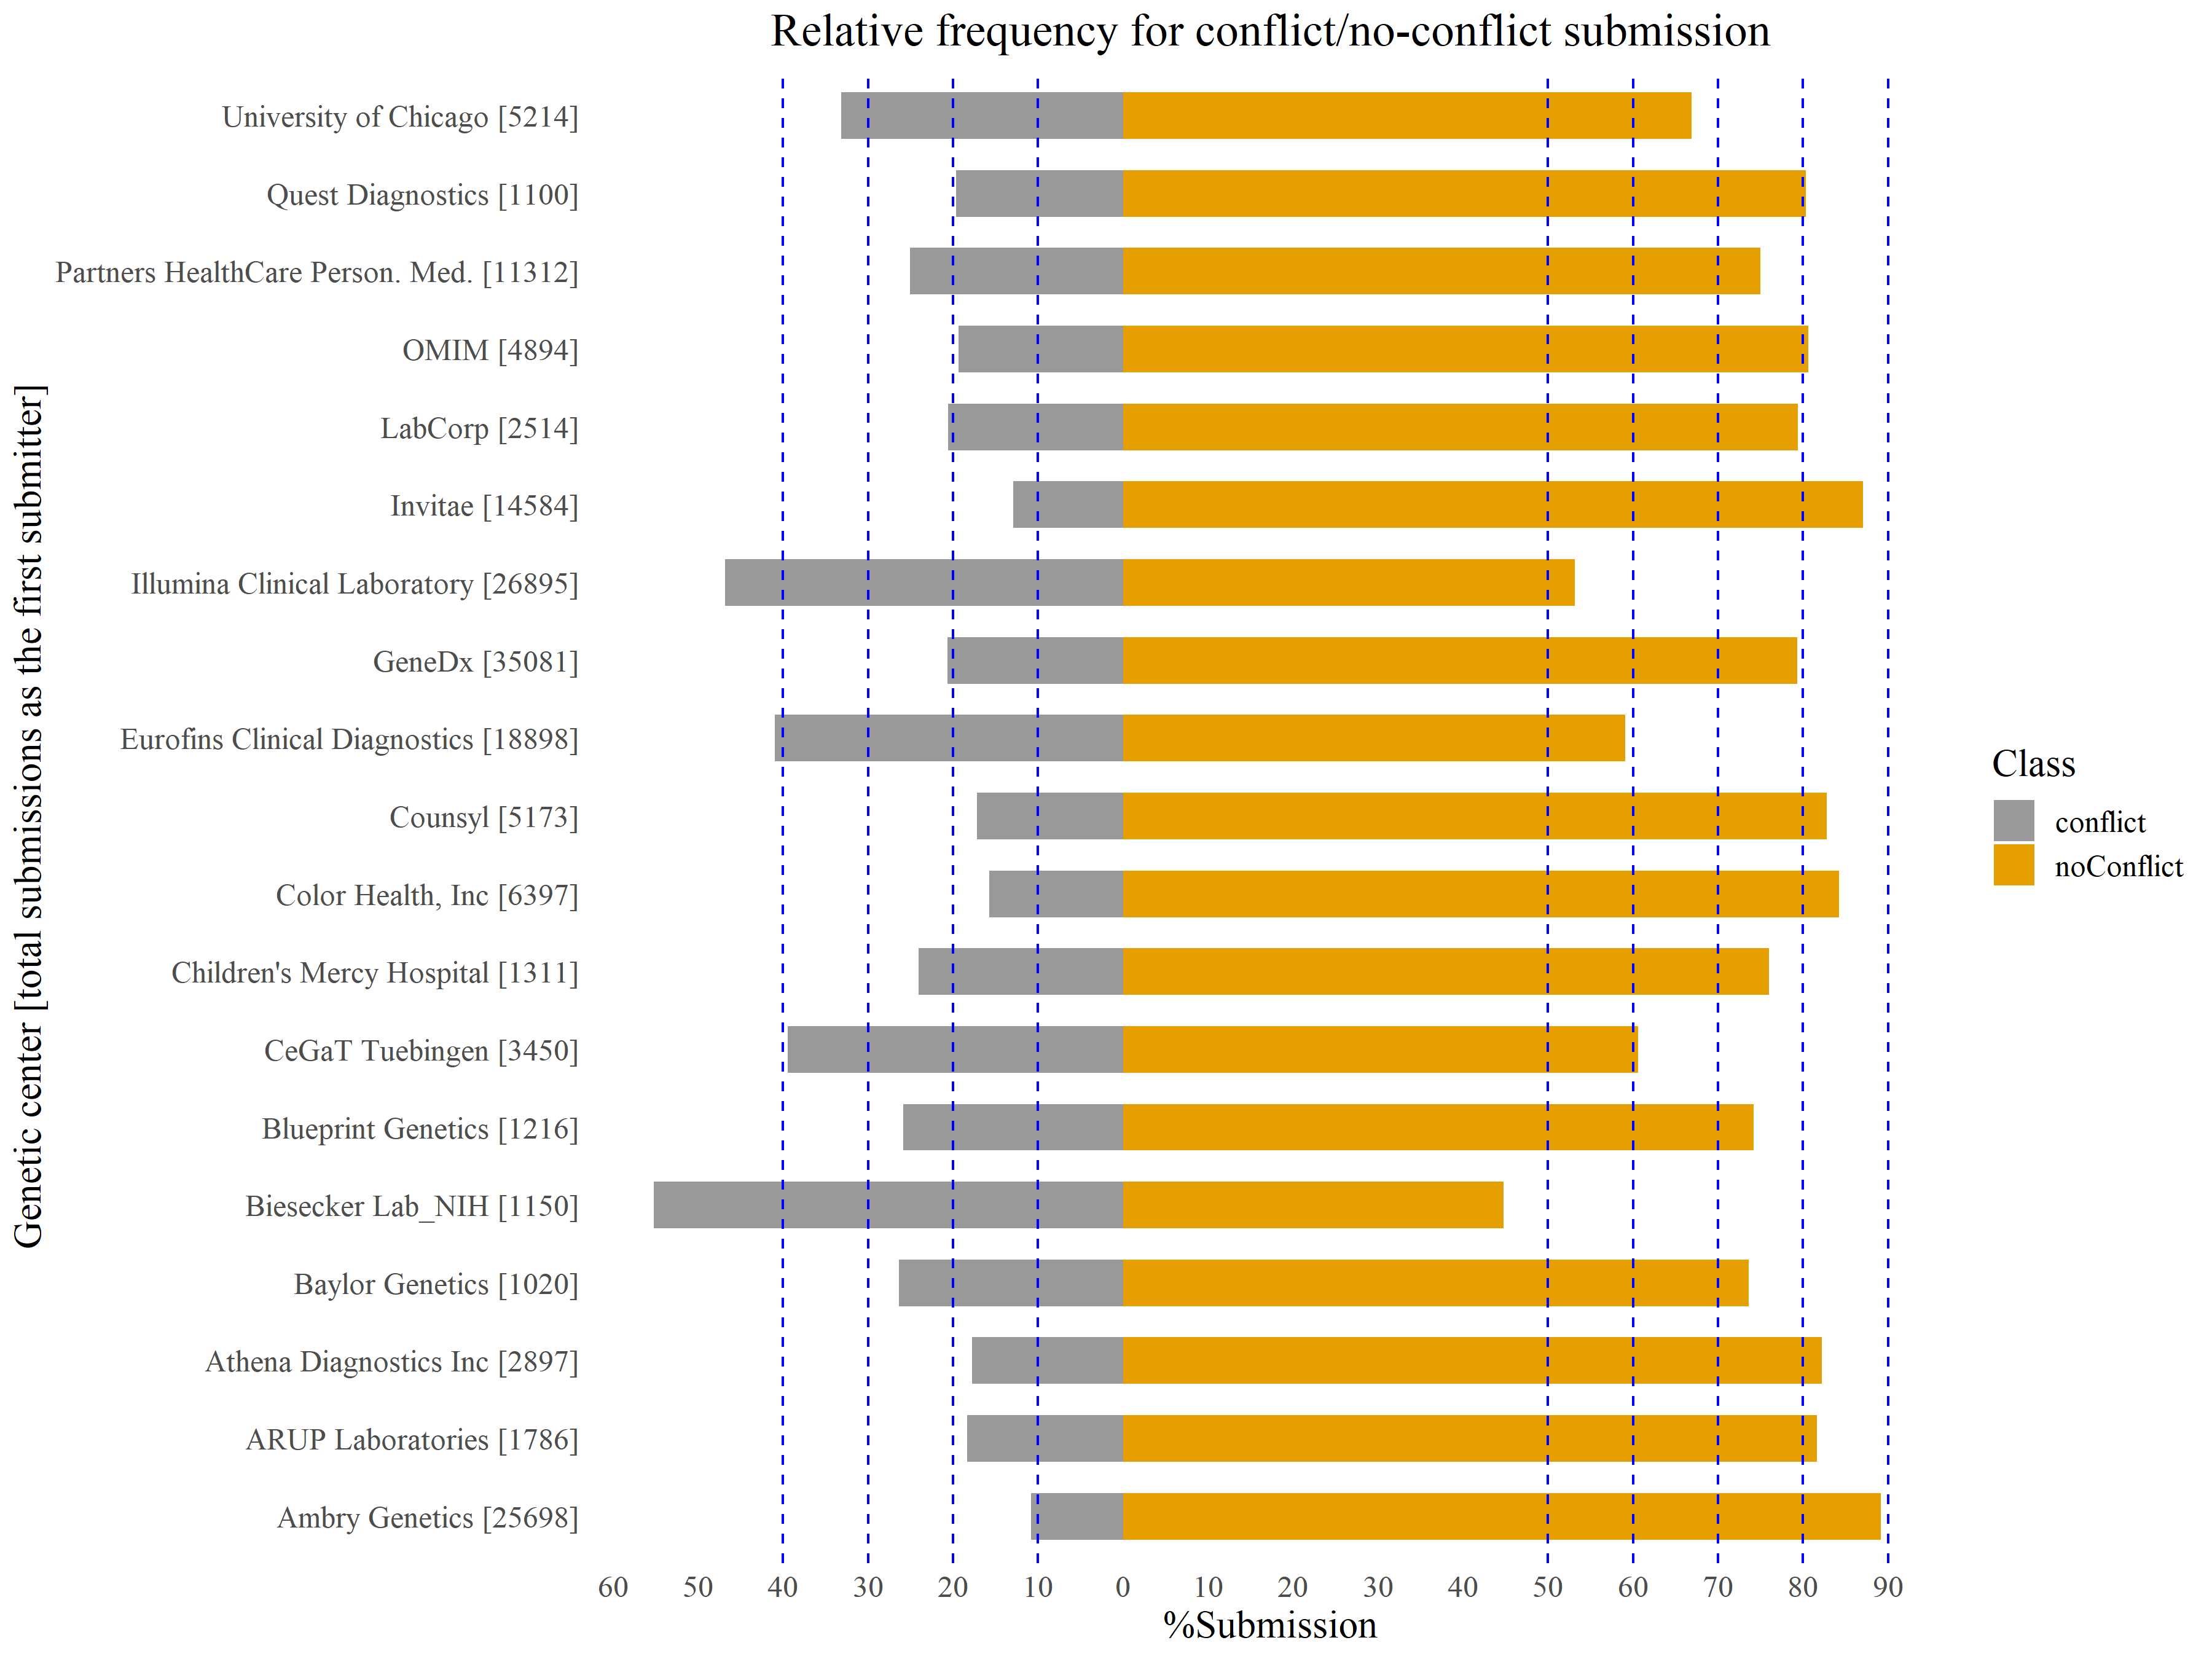 Relative frequency for conflict/no-conflict submission
Genetic center [total submissions as the first submitter]
University of Chicago [5214]
Quest Diagnostics [1100]
Partners HealthCare Person. Med. [11312]
OMIM [4894]
LabCorp [2514]
Invitae [14584]
Illumina Clinical Laboratory [26895]
GeneDx [35081]
Eurofins Clinical Diagnostics [18898]
Counsyl [5173]
Color Health, Inc [6397]
Children's Mercy Hospital [1311]
CeGaT Tuebingen [3450]
Blueprint Genetics [1216]
Biesecker Lab_NIH [1150]
Baylor Genetics [1020]
Athena Diagnostics Inc [2897]
ARUP Laboratories [1786]
Ambry Genetics [25698]
60 50 40 30 20 10 0 10 20 30 40 50 60 70 80 90
%Submission
Class
conflict
noConflict